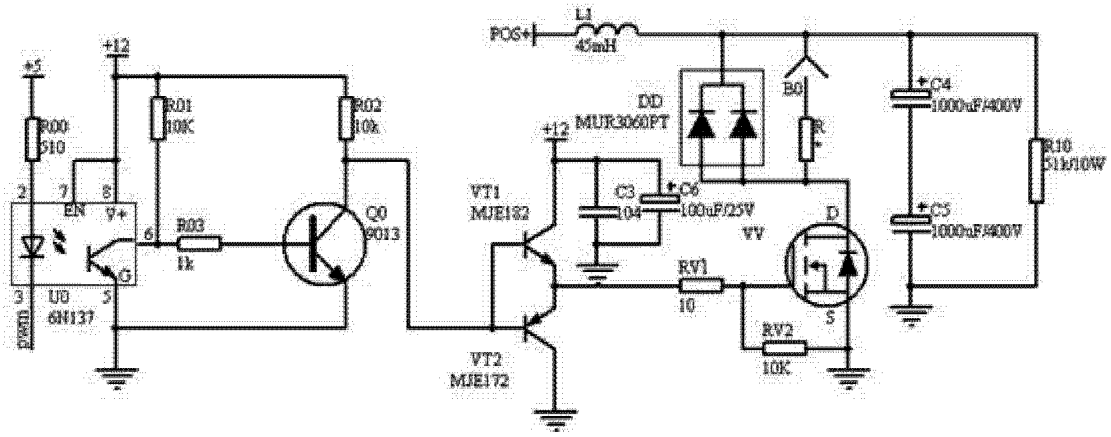 L1
POS+
45mH
+12
+5
R01
10K
R02
10k
DD
MUR3060PT
B0
R
*
+
C4
1000uF/400V
R00
510
+12
R10
51k/10W
2
7
8
EN
V+
VT1
MJE182
C3
104
+
C6
100uF/25V
+
C5
1000uF/400V
Q0
9013
6
R03
1k
VV
D
G
RV1
10
S
3
U0
5
6N137
pwm
RV2
10K
VT2
MJE172